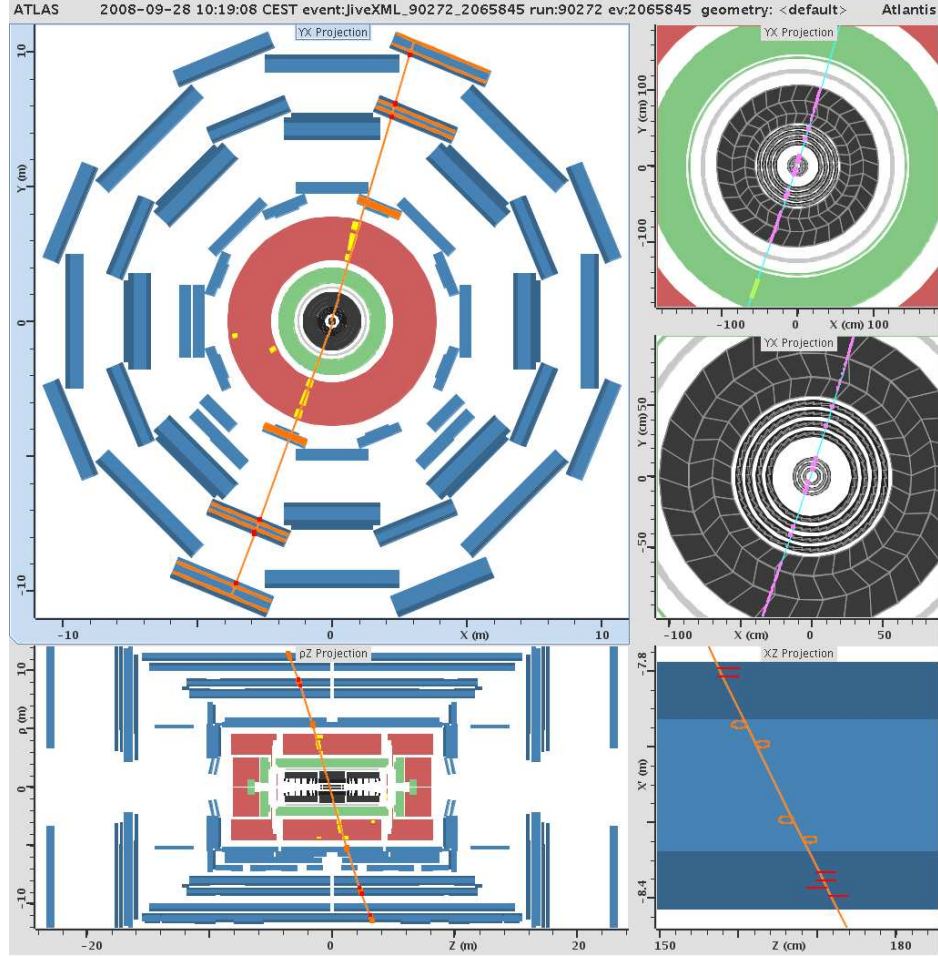 ATLAS 2008-09-28 10:19:08 CEST event:JiveXML_90272_2065845 run:90272 ev:2065845 geometry: <default> Atlantis
YX Projection
10
Y (m)
0
-10
-10 0 X (m) 10
YX Projection
Y (cm) 100
0
-100
-100 0 X (cm) 100
YX Projection
Y (cm) 50
0
-50
-100 X (cm) 0 50
ρZ Projection
10
ρ (m)
0
-10
-20 0 Z (m) 20
XZ Projection
-7.8
X' (m)
-8.4
150 Z (cm) 180